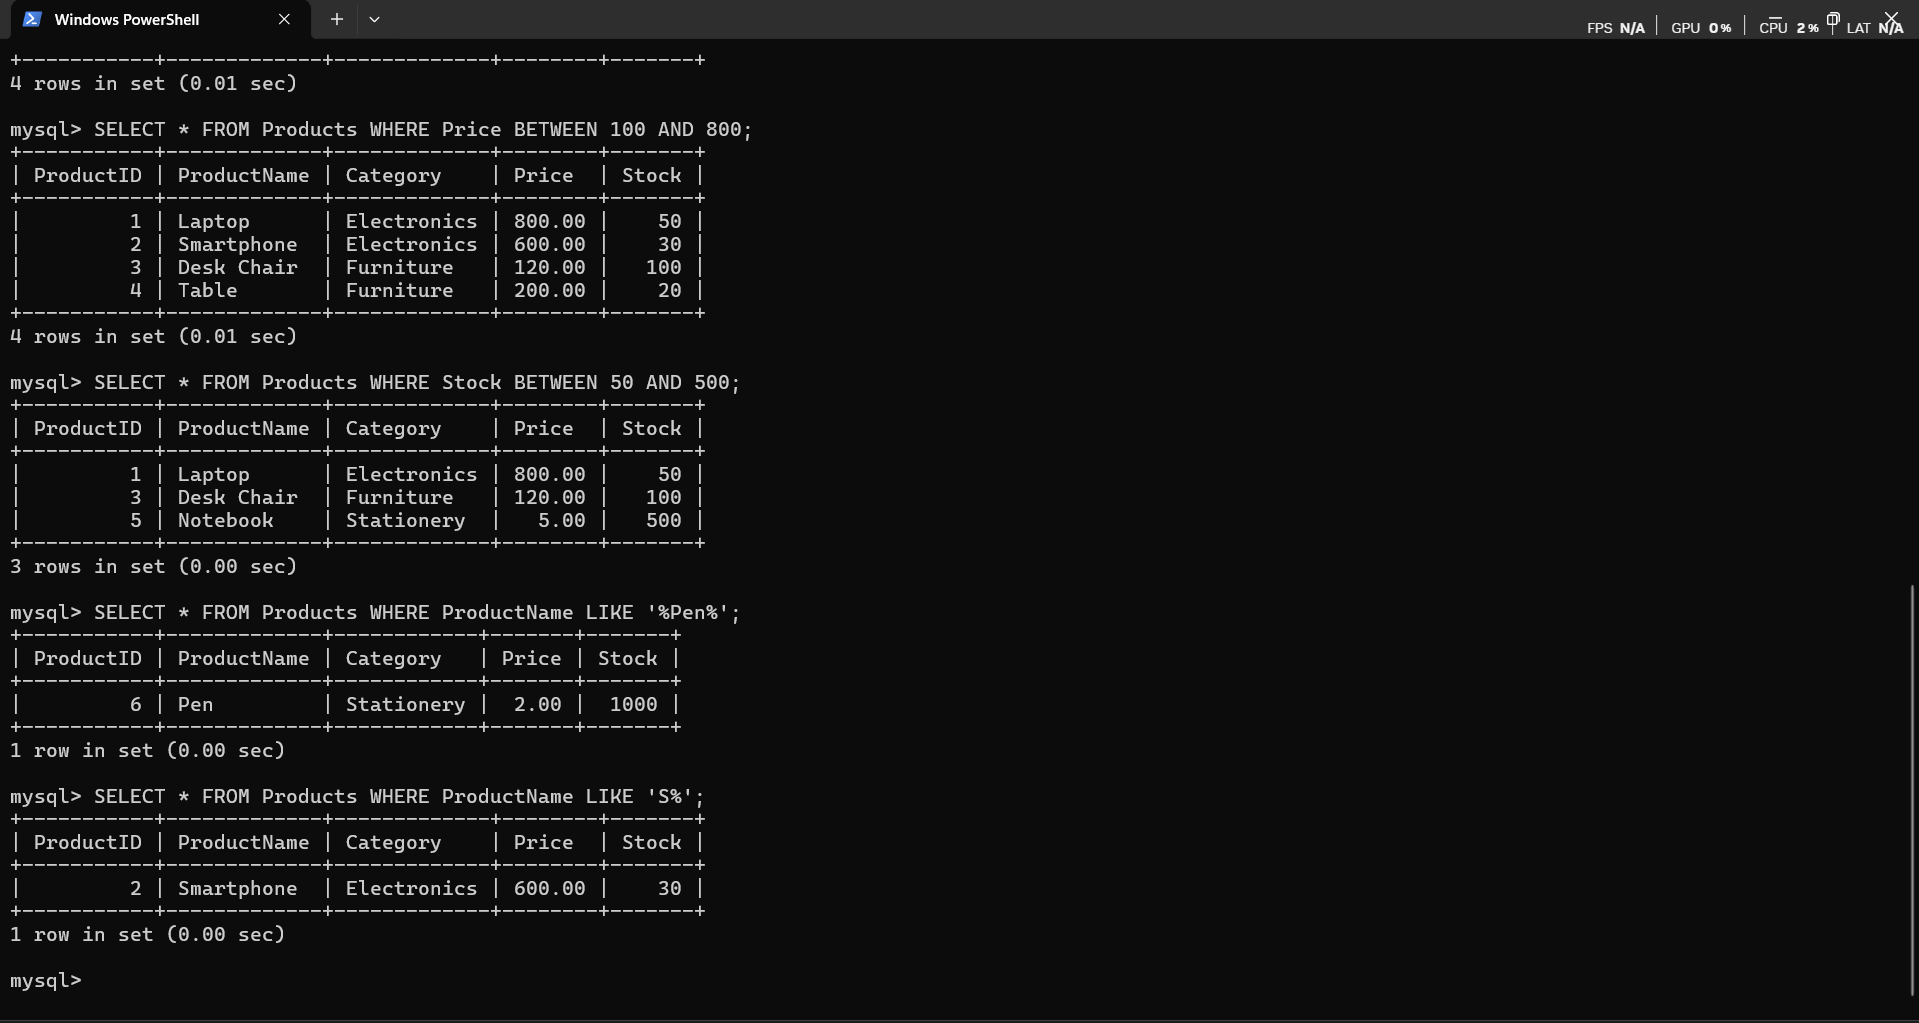 Windows PowerShell
FPS N/A | GPU 0% | CPU 2% | LAT N/A
+-----------+-------------+-------------+--------+-------+
4 rows in set (0.01 sec)
mysql> SELECT * FROM Products WHERE Price BETWEEN 100 AND 800;
+-----------+-------------+-------------+--------+-------+
| ProductID | ProductName | Category    | Price  | Stock |
+-----------+-------------+-------------+--------+-------+
|         1 | Laptop      | Electronics | 800.00 |    50 |
|         2 | Smartphone  | Electronics | 600.00 |    30 |
|         3 | Desk Chair  | Furniture   | 120.00 |   100 |
|         4 | Table       | Furniture   | 200.00 |    20 |
+-----------+-------------+-------------+--------+-------+
4 rows in set (0.01 sec)
mysql> SELECT * FROM Products WHERE Stock BETWEEN 50 AND 500;
+-----------+-------------+-------------+--------+-------+
| ProductID | ProductName | Category    | Price  | Stock |
+-----------+-------------+-------------+--------+-------+
|         1 | Laptop      | Electronics | 800.00 |    50 |
|         3 | Desk Chair  | Furniture   | 120.00 |   100 |
|         5 | Notebook    | Stationery  |   5.00 |   500 |
+-----------+-------------+-------------+--------+-------+
3 rows in set (0.00 sec)
mysql> SELECT * FROM Products WHERE ProductName LIKE '%Pen%';
+-----------+-------------+------------+-------+-------+
| ProductID | ProductName | Category   | Price | Stock |
+-----------+-------------+------------+-------+-------+
|         6 | Pen         | Stationery |  2.00 |  1000 |
+-----------+-------------+------------+-------+-------+
1 row in set (0.00 sec)
mysql> SELECT * FROM Products WHERE ProductName LIKE 'S%';
+-----------+-------------+-------------+--------+-------+
| ProductID | ProductName | Category    | Price  | Stock |
+-----------+-------------+-------------+--------+-------+
|         2 | Smartphone  | Electronics | 600.00 |    30 |
+-----------+-------------+-------------+--------+-------+
1 row in set (0.00 sec)
mysql>